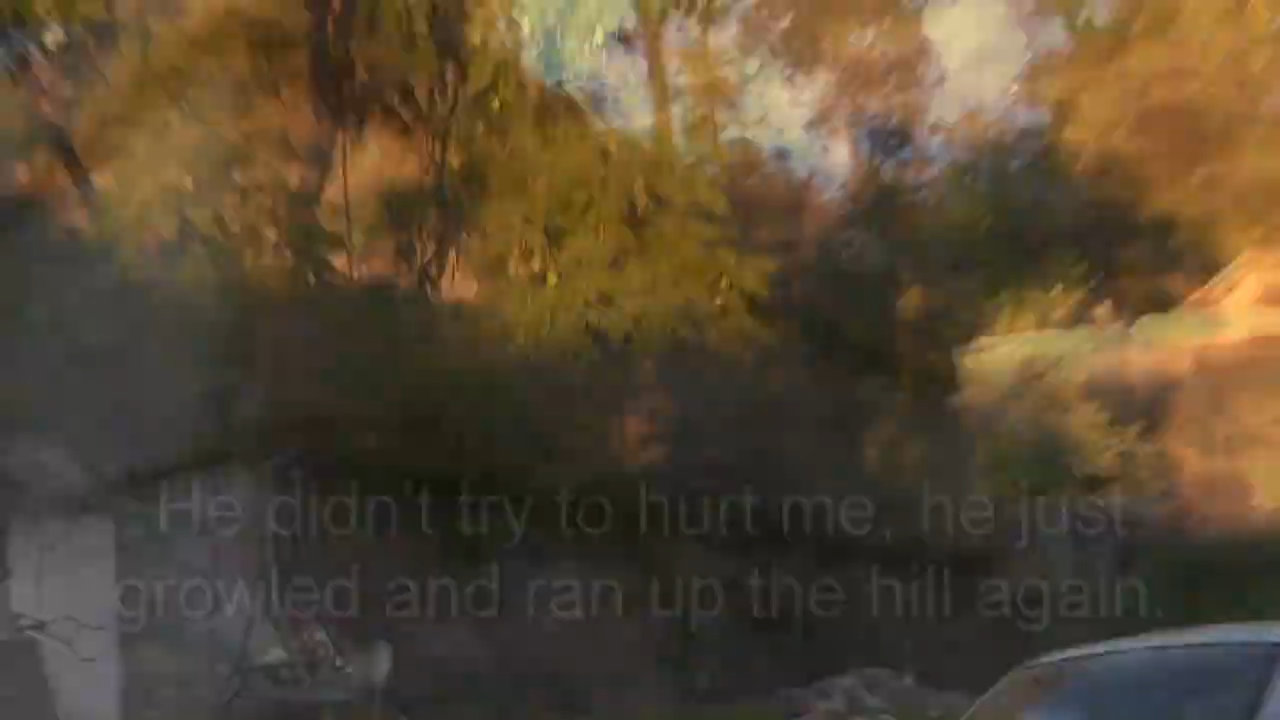 He didn't try to hurt me, he just
growled and ran up the hill again.